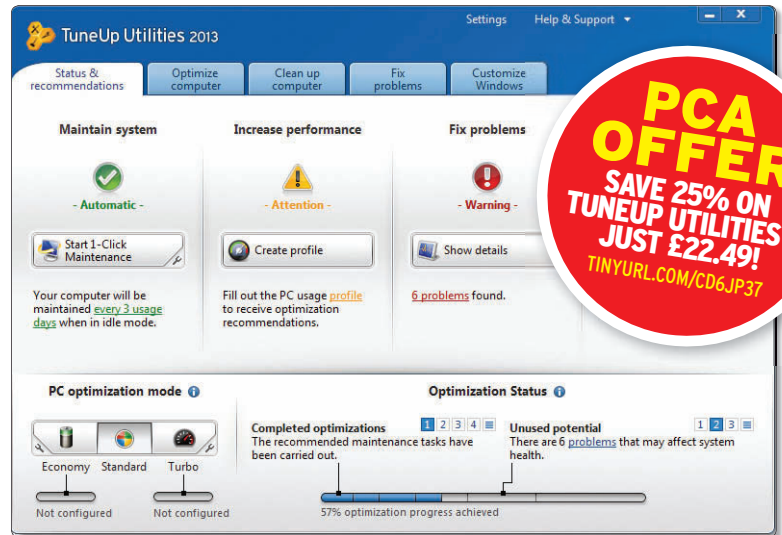 TuneUp Utilities 2013
Settings Help & Support
Status & recommendations
Optimize computer
Clean up computer
Fix problems
Customize Windows
Maintain system
- Automatic -
Start 1-Click
Maintenance
Your computer will be
maintained every 3 usage
days when in idle mode.
Increase performance
- Attention -
Create profile
Fill out the PC usage profile
to receive optimization
recommendations.
Fix problems
- Warning -
Show details
6 problems found.
PCA
OFFER
SAVE 25% ON
TUNEUP UTILITIES
JUST £22.49!
TINYURL.COM/CD6JP37
PC optimization mode
Economy Standard Turbo
Not configured Not configured
Optimization Status
Completed optimizations 1 2 3 4
The recommended maintenance tasks have
been carried out.
Unused potential 1 2 3
There are 6 problems that may affect system
health.
57% optimization progress achieved